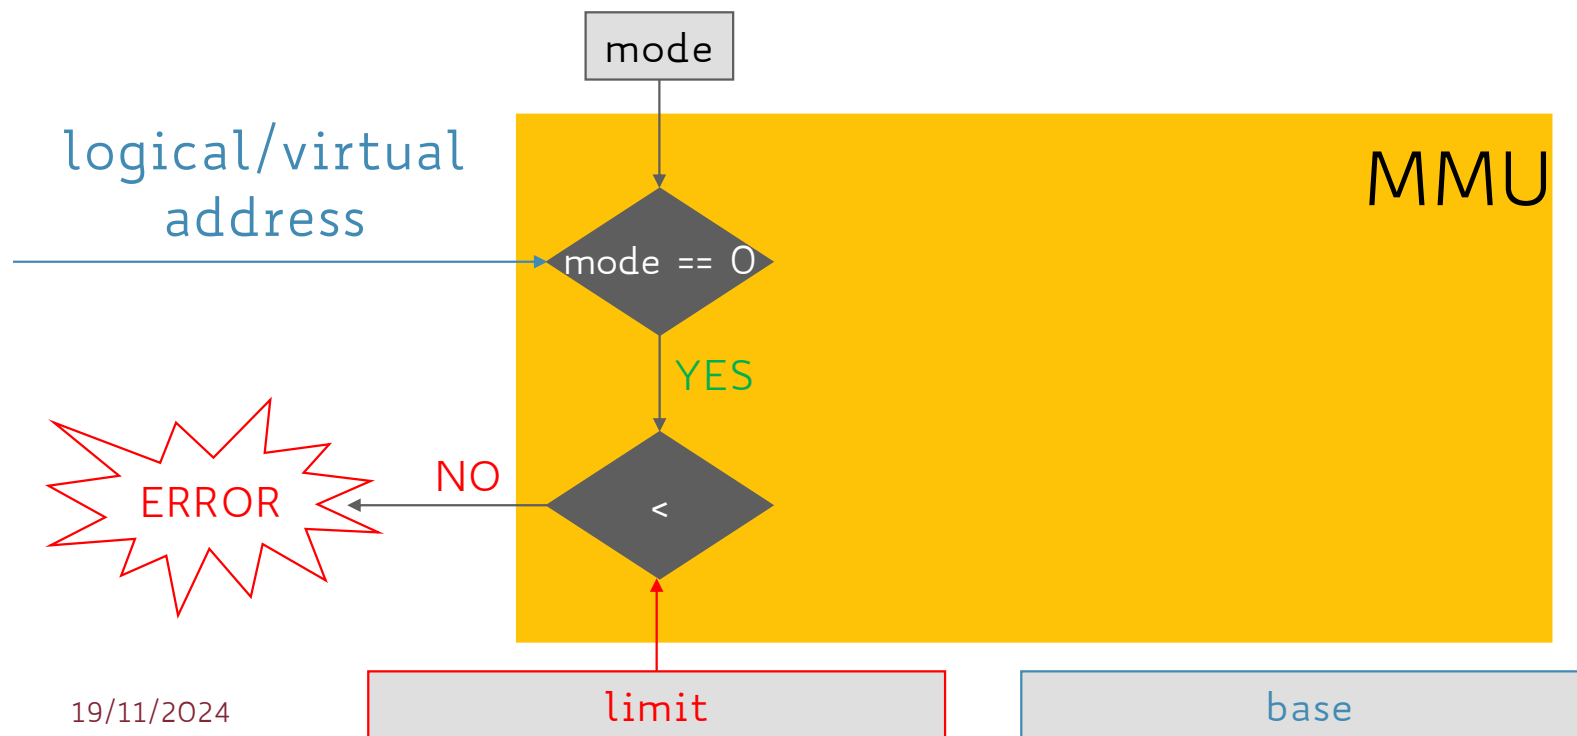 mode
logical/virtual
address
MMU
mode == 0
YES
NO
ERROR
<
limit
base
19/11/2024